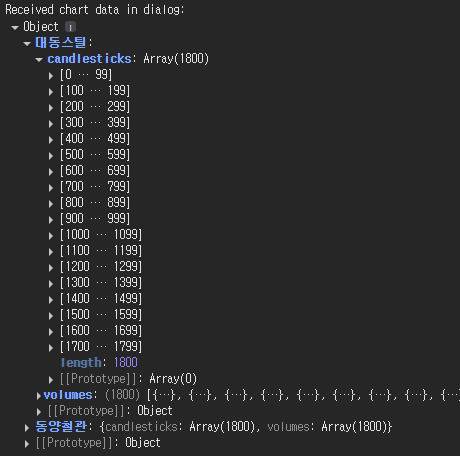 Received chart data in dialog:
▼ Object i
▼ 대동스틸:
▼ candlesticks: Array(1800)
▶ [0 … 99]
▶ [100 … 199]
▶ [200 … 299]
▶ [300 … 399]
▶ [400 … 499]
▶ [500 … 599]
▶ [600 … 699]
▶ [700 … 799]
▶ [800 … 899]
▶ [900 … 999]
▶ [1000 … 1099]
▶ [1100 … 1199]
▶ [1200 … 1299]
▶ [1300 … 1399]
▶ [1400 … 1499]
▶ [1500 … 1599]
▶ [1600 … 1699]
▶ [1700 … 1799]
length: 1800
▶ [[Prototype]]: Array(0)
▶ volumes: (1800) [{…}, {…}, {…}, {…}, {…}, {…}, {…}, {…}, {…},
▶ [[Prototype]]: Object
▶ 동양철관: {candlesticks: Array(1800), volumes: Array(1800)}
▶ [[Prototype]]: Object